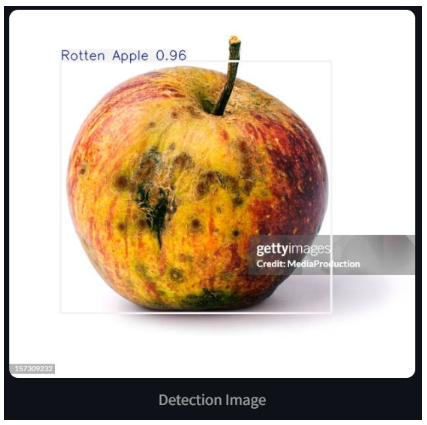 Rotten Apple 0.96
gettyimages
Credit: MediaProduction
157309232
Detection Image